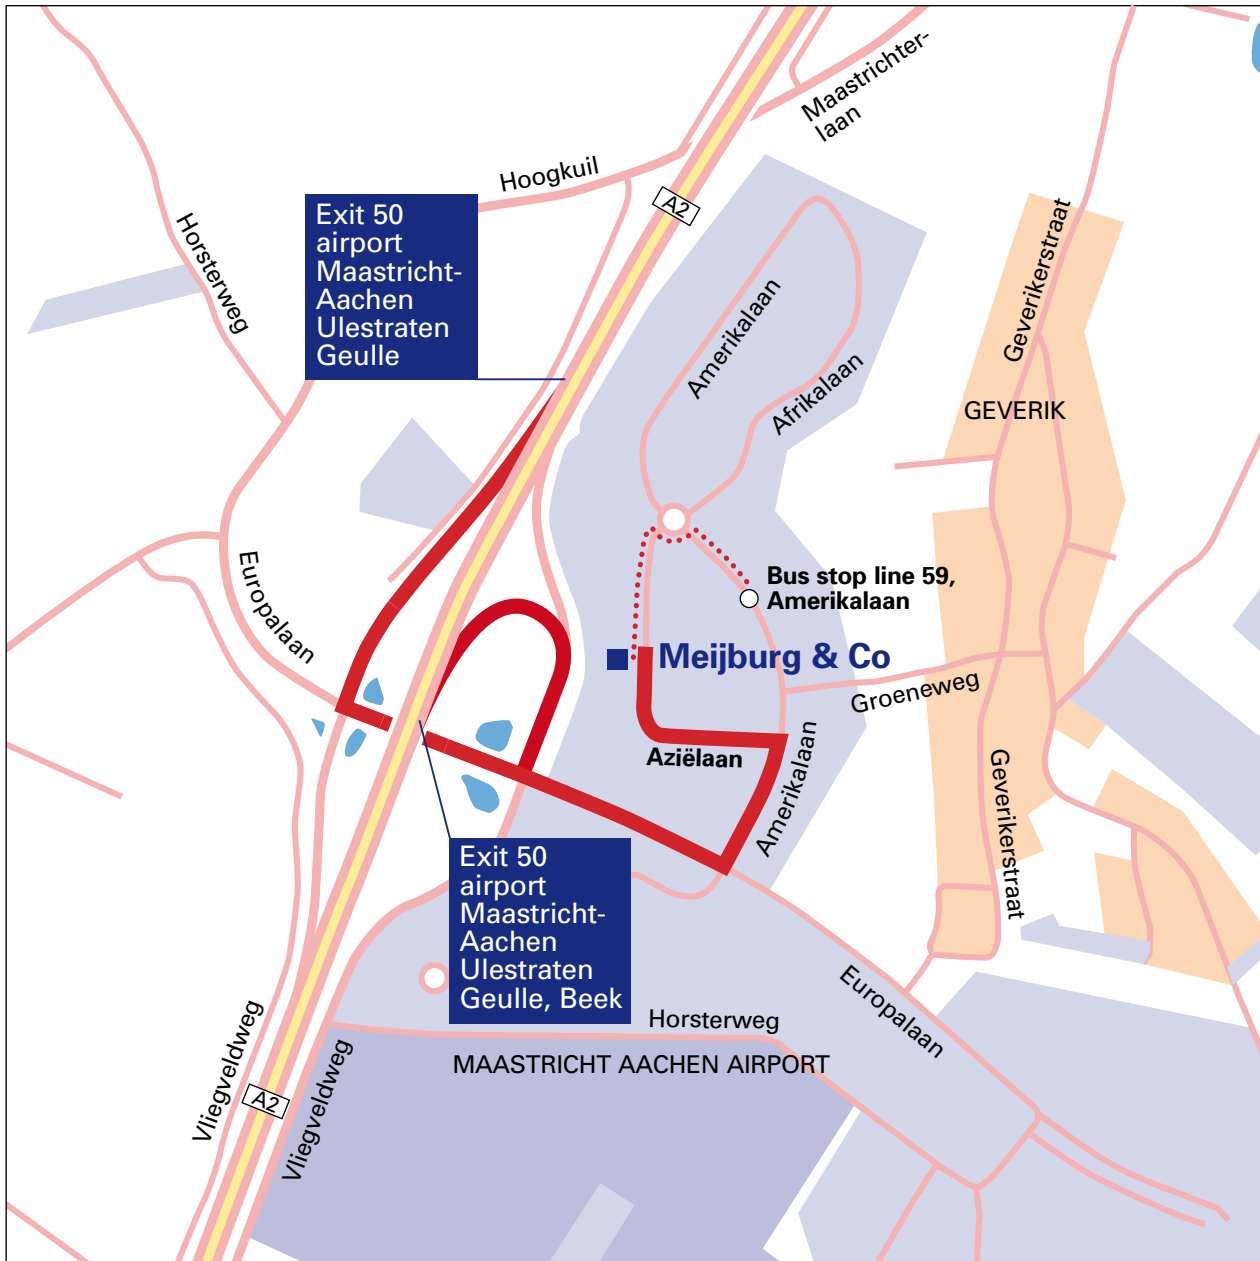 Maastrichter-
laan
Hoogkuil
A2
Exit 50
airport
Maastricht-
Aachen
Ulestraten
Geulle
Horsterweg
Geverikerstraat
Amerikalaan
Afrikalaan
GEVERIK
Europalaan
Bus stop line 59,
Amerikalaan
Meijburg & Co
Groeneweg
Aziëlaan
Amerikalaan
Geverikerstraat
Exit 50
airport
Maastricht-
Aachen
Ulestraten
Geulle, Beek
Europalaan
Horsterweg
MAASTRICHT AACHEN AIRPORT
Vliegveldweg
A2
Vliegveldweg